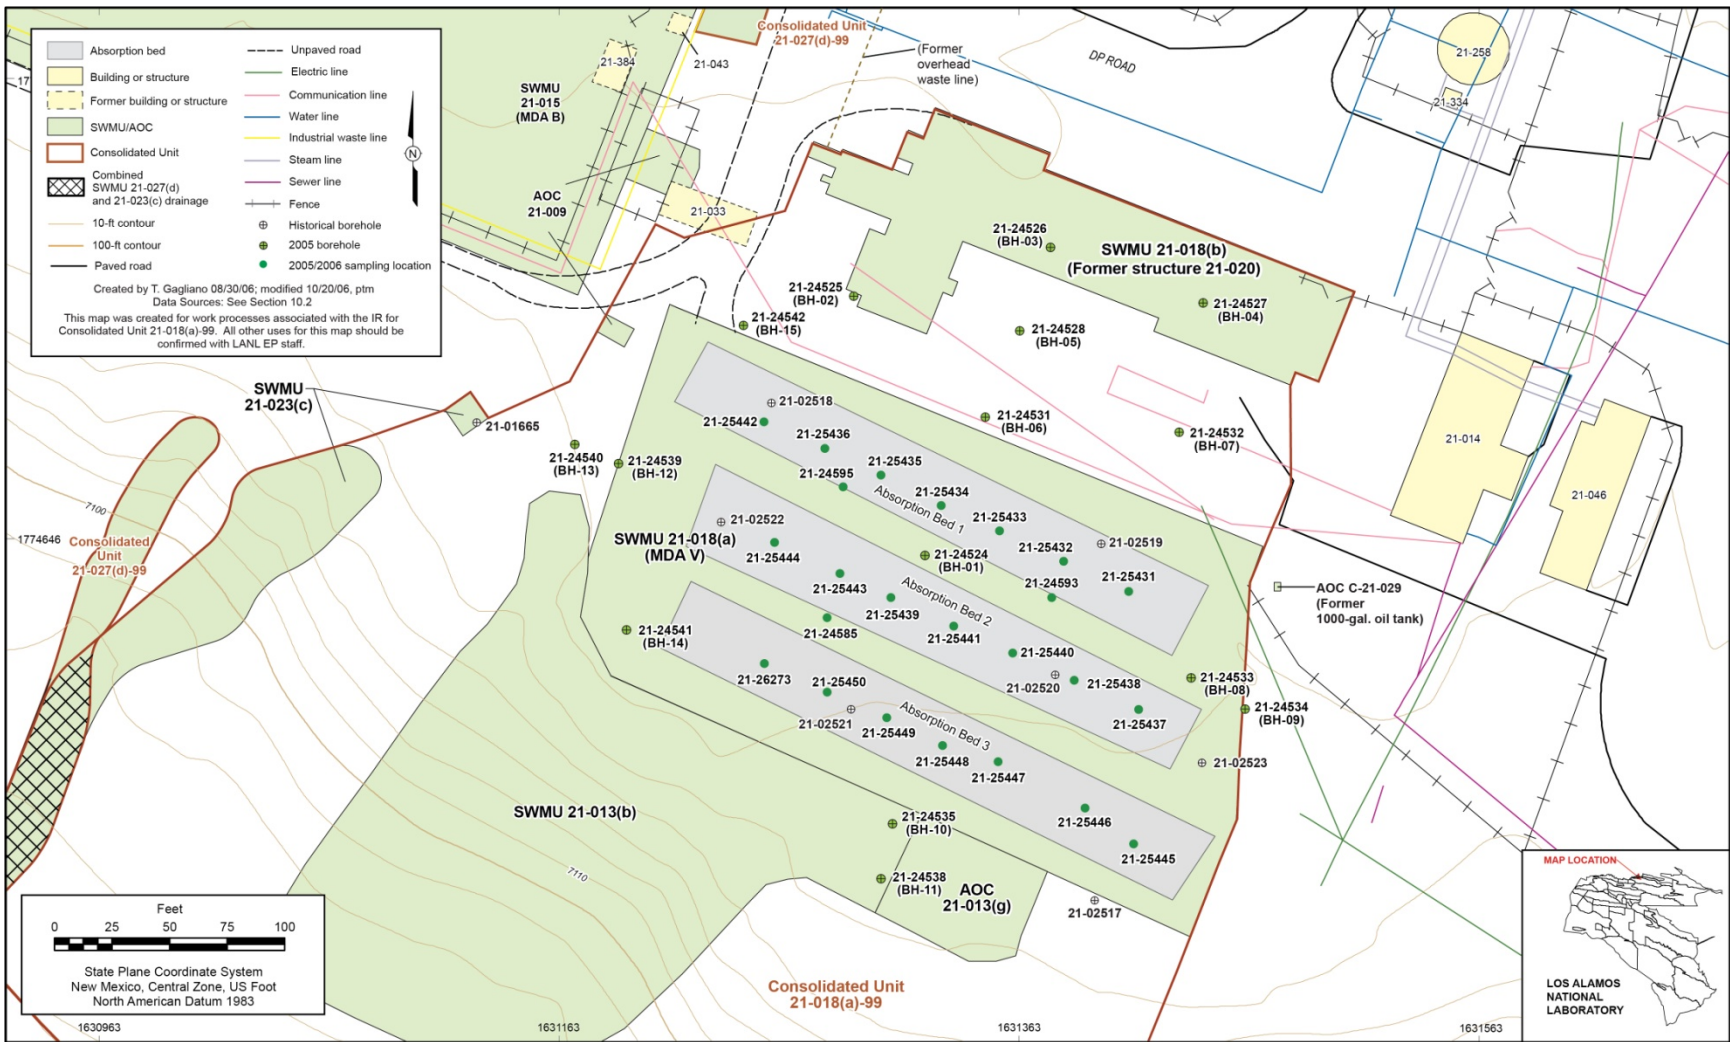 Absorption bed
Building or structure
Former building or structure
SWMU/AOC
Consolidated Unit
Combined
SWMU 21-027(d)
and 21-023(c) drainage
10-ft contour
100-ft contour
Paved road
Unpaved road
Electric line
Communication line
Water line
Industrial waste line
Steam line
Sewer line
Fence
Historical borehole
2005 borehole
2005/2006 sampling location
N
Created by T. Gagliano 08/30/06; modified 10/20/06, ptm
Data Sources: See Section 10.2
This map was created for work processes associated with the IR for
Consolidated Unit 21-018(a)-99. All other uses for this map should be
confirmed with LANL EP staff.
Consolidated Unit
21-027(d)-99
(Former
overhead
waste line)
DP ROAD
21-258
21-334
21-384
21-043
SWMU
21-015
(MDA B)
AOC
21-009
21-033
21-24526
(BH-03)
SWMU 21-018(b)
(Former structure 21-020)
21-24525
(BH-02)
21-24527
(BH-04)
21-24542
(BH-15)
21-24528
(BH-05)
SWMU
21-023(c)
21-01665
21-02518
21-25442
21-24531
(BH-06)
21-24532
(BH-07)
21-014
21-046
21-25436
21-24540
(BH-13)
21-24539
(BH-12)
21-25435
21-24595
21-25434
Absorption Bed 1
21-25433
7100
21-02522
1774646
Consolidated
Unit
21-027(d)-99
SWMU 21-018(a)
(MDA V)
21-25444
21-24524
(BH-01)
21-25432
21-02519
21-25443
21-24593
21-25431
AOC C-21-029
(Former
1000-gal. oil tank)
21-25439
Absorption Bed 2
21-24585
21-25441
21-24541
(BH-14)
21-25440
21-26273
21-25450
21-02520
21-25438
21-24533
(BH-08)
21-02521
21-25449
Absorption Bed 3
21-25437
21-24534
(BH-09)
21-25448
21-25447
21-02523
SWMU 21-013(b)
21-24535
(BH-10)
21-25446
21-25445
7110
21-24538
(BH-11)
AOC
21-013(g)
21-02517
MAP LOCATION
LOS ALAMOS
NATIONAL
LABORATORY
Feet
0 25 50 75 100
State Plane Coordinate System
New Mexico, Central Zone, US Foot
North American Datum 1983
Consolidated Unit
21-018(a)-99
1630963
1631163
1631363
1631563